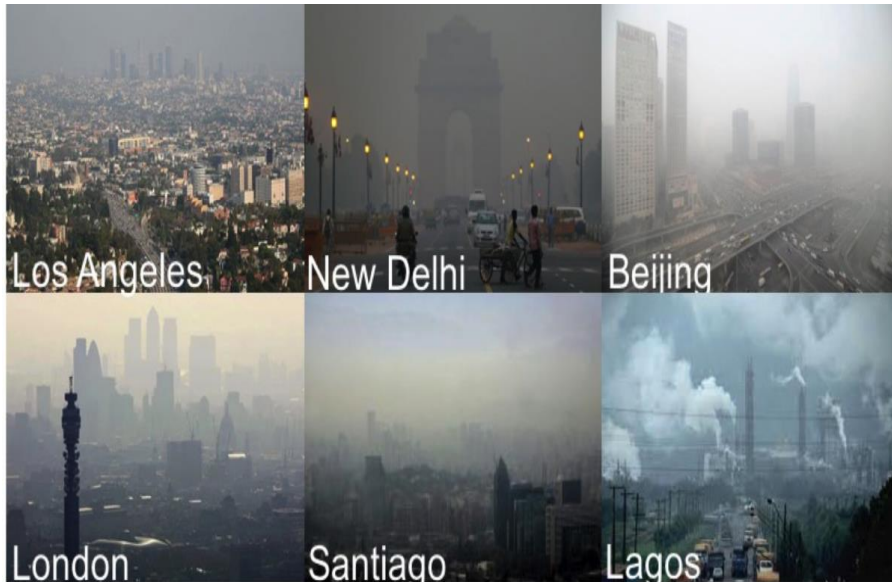 Los Angeles
New Delhi
Beijing
London
Santiago
Lagos